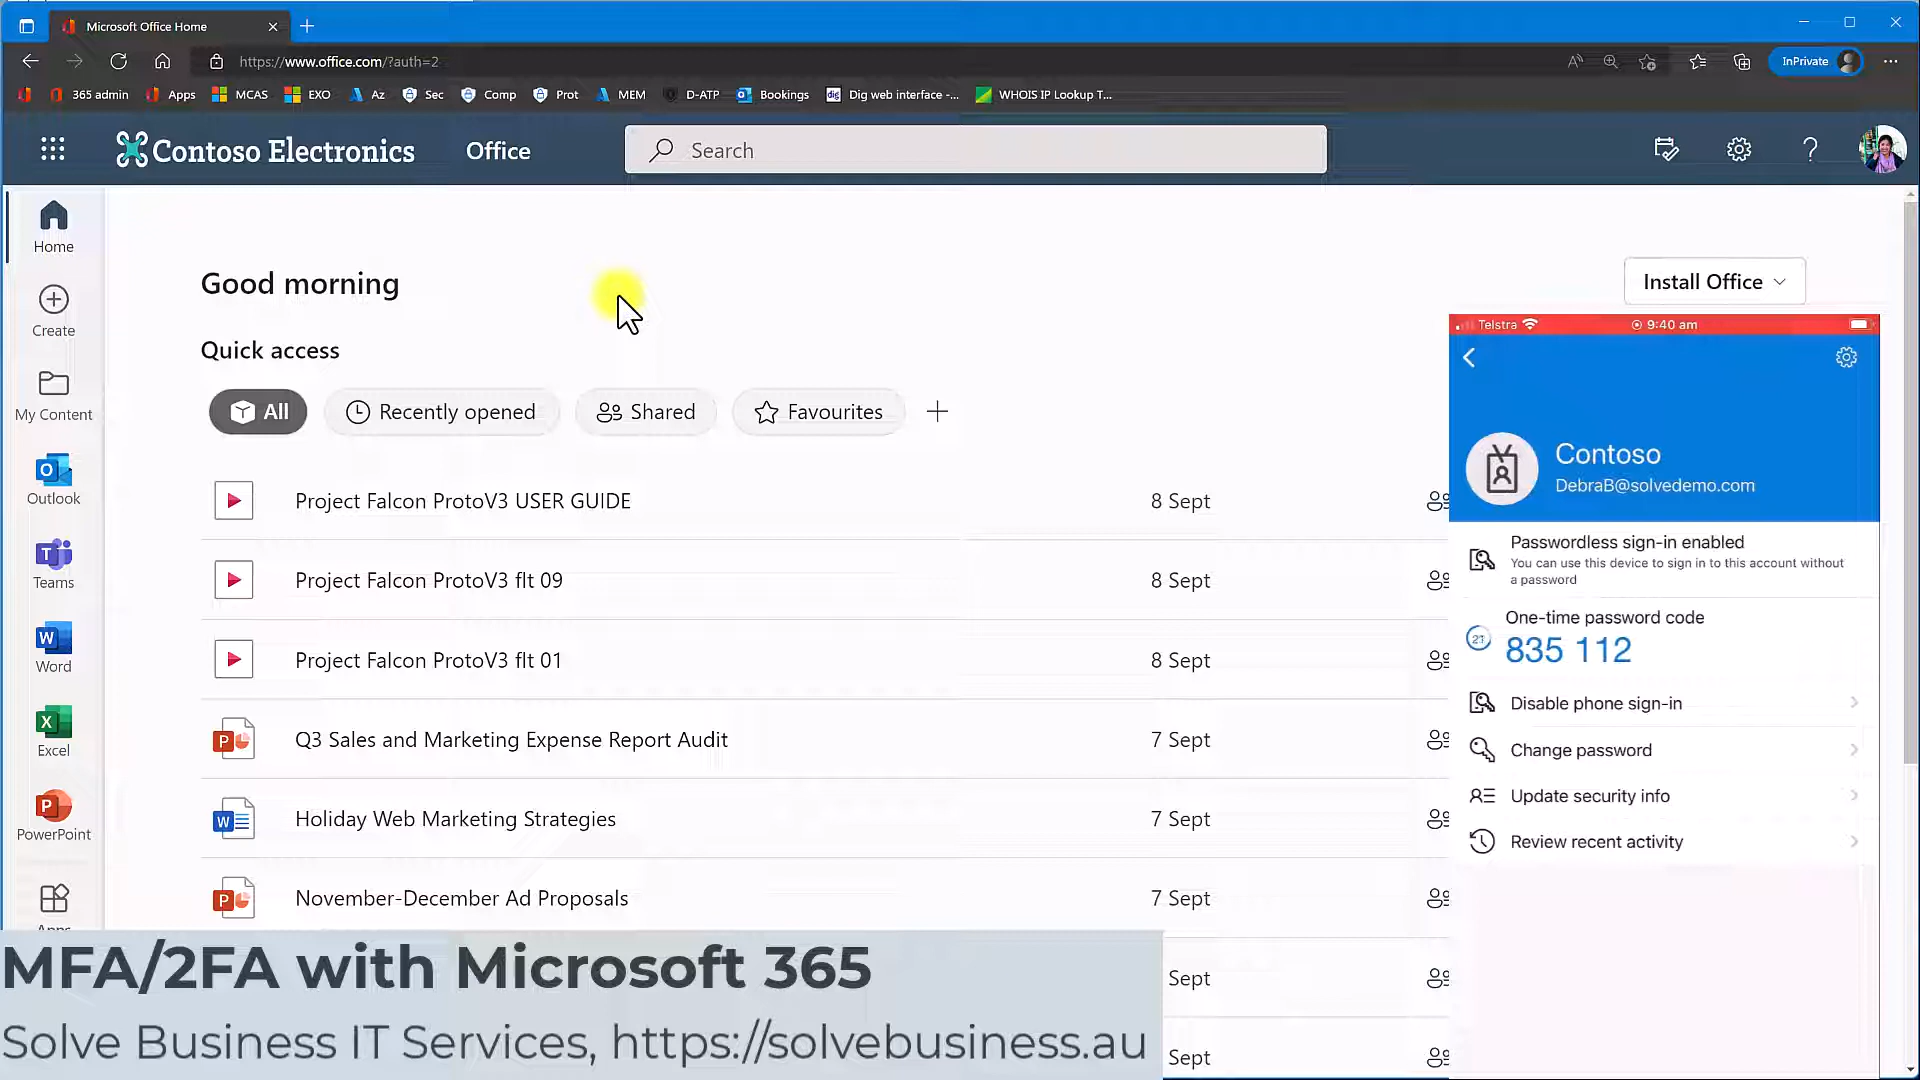 Microsoft Office Home
https://www.office.com/?auth=2
InPrivate
365 admin Apps MCAS EXO Az Sec Comp Prot MEM D-ATP Bookings Dig web interface -... WHOIS IP Lookup T...
Contoso Electronics Office Search
Home
Create
My Content
Outlook
Teams
Word
Excel
PowerPoint
Good morning
Install Office
Quick access
All Recently opened Shared Favourites
Project Falcon ProtoV3 USER GUIDE 8 Sept
Project Falcon ProtoV3 flt 09 8 Sept
Project Falcon ProtoV3 flt 01 8 Sept
Q3 Sales and Marketing Expense Report Audit 7 Sept
Holiday Web Marketing Strategies 7 Sept
November-December Ad Proposals 7 Sept
Sept
Sept
Telstra 9:40 am
Contoso
DebraB@solvedemo.com
Passwordless sign-in enabled
You can use this device to sign in to this account without
a password
One-time password code
835 112
Disable phone sign-in
Change password
Update security info
Review recent activity
MFA/2FA with Microsoft 365
Solve Business IT Services, https://solvebusiness.au